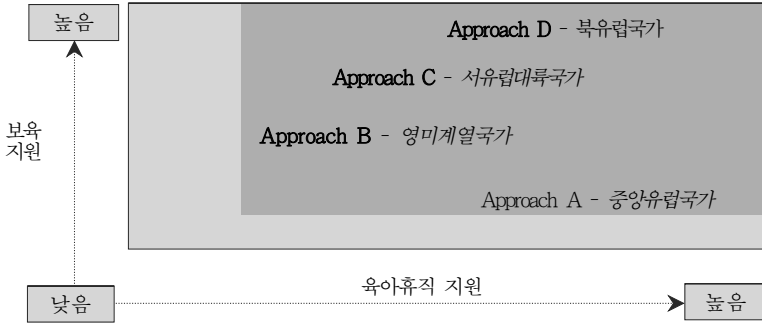 높음
Approach D - 북유럽국가
Approach C - 서유럽대륙국가
보육
지원
Approach B - 영미계열국가
Approach A - 중앙유럽국가
육아휴직 지원
낮음
높음